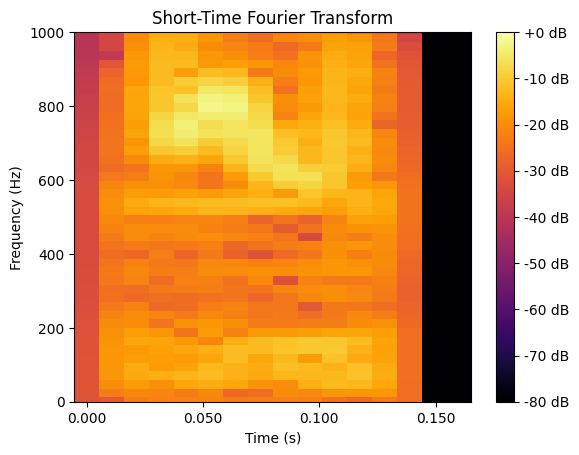 Short-Time Fourier Transform
1000
800
600
400
200
0
Frequency (Hz)
0.000
0.050
0.100
0.150
Time (s)
+0 dB
-10 dB
-20 dB
-30 dB
-40 dB
-50 dB
-60 dB
-70 dB
-80 dB